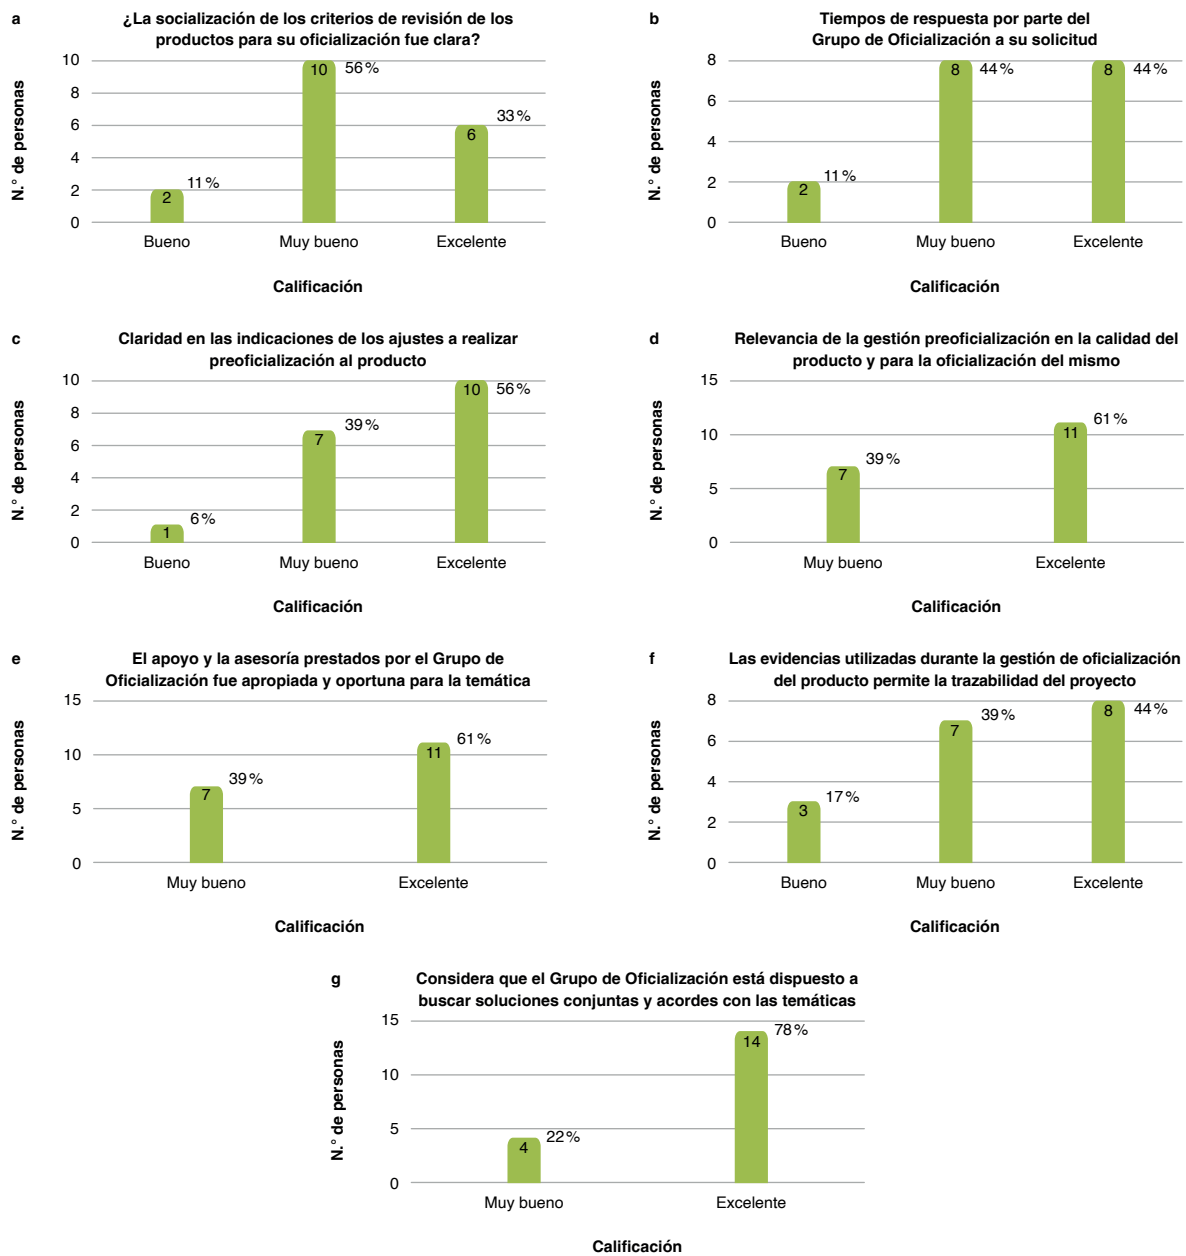 a
¿La socialización de los criterios de revisión de los
productos para su oficialización fue clara?
N.° de personas
10
8
6
4
2
0
2
11 %
10
56 %
6
33 %
Bueno
Muy bueno
Excelente
Calificación
b
Tiempos de respuesta por parte del
Grupo de Oficialización a su solicitud
N.° de personas
8
6
4
2
0
2
11 %
8
44 %
8
44 %
Bueno
Muy bueno
Excelente
Calificación
c
Claridad en las indicaciones de los ajustes a realizar
preoficialización al producto
N.° de personas
10
8
6
4
2
0
1
6 %
7
39 %
10
56 %
Bueno
Muy bueno
Excelente
Calificación
d
Relevancia de la gestión preoficialización en la calidad del
producto y para la oficialización del mismo
N.° de personas
15
10
5
0
7
39 %
11
61 %
Muy bueno
Excelente
Calificación
e
El apoyo y la asesoría prestados por el Grupo de
Oficialización fue apropiada y oportuna para la temática
N.° de personas
15
10
5
0
7
39 %
11
61 %
Muy bueno
Excelente
Calificación
f
Las evidencias utilizadas durante la gestión de oficialización
del producto permite la trazabilidad del proyecto
N.° de personas
8
6
4
2
0
3
17 %
7
39 %
8
44 %
Bueno
Muy bueno
Excelente
Calificación
g
Considera que el Grupo de Oficialización está dispuesto a
buscar soluciones conjuntas y acordes con las temáticas
N.° de personas
15
10
5
0
4
22 %
14
78 %
Muy bueno
Excelente
Calificación